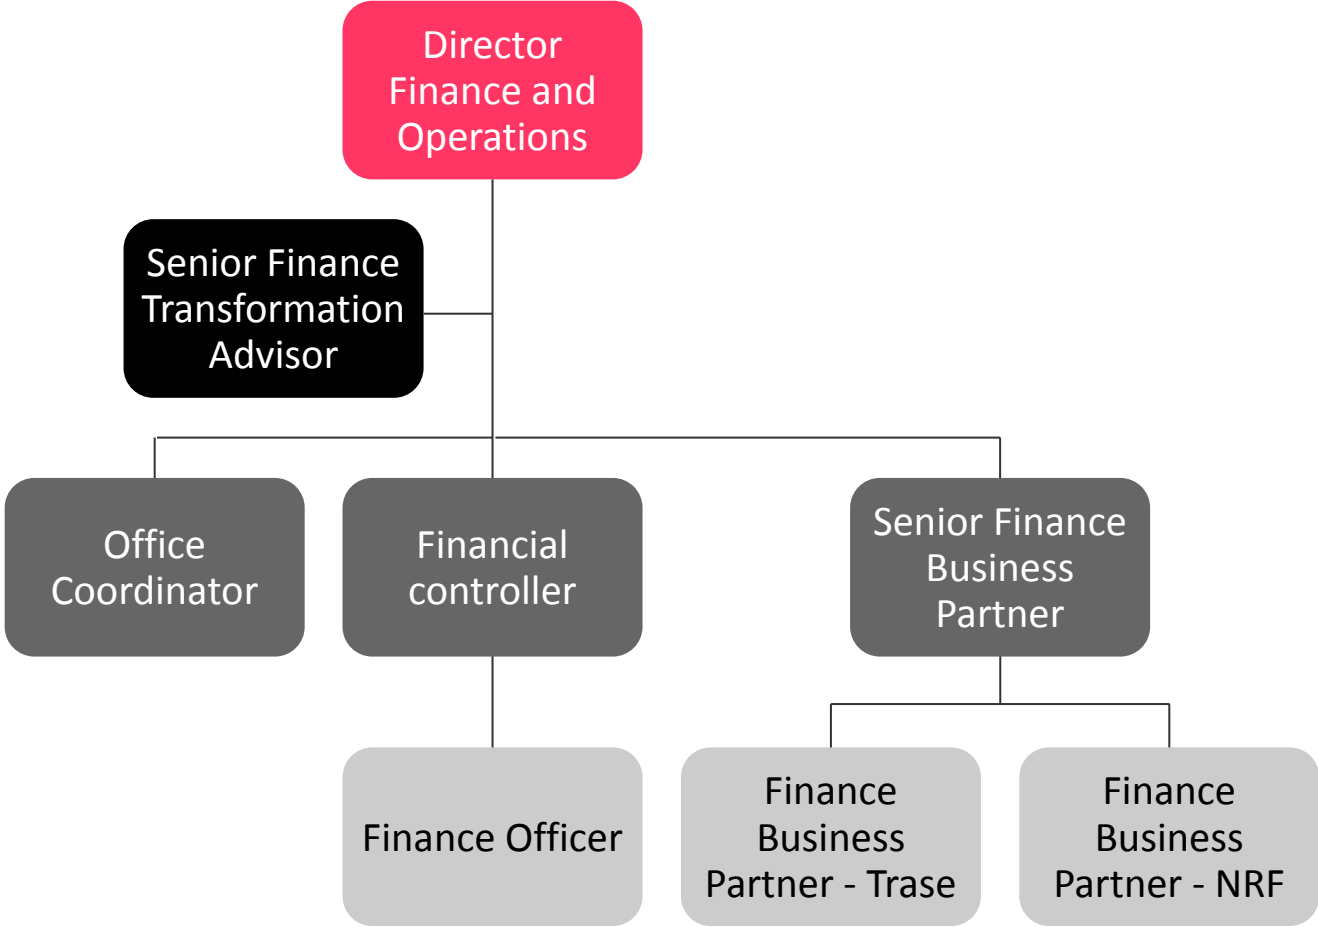 Director
Finance and
Operations
Senior Finance
Transformation
Advisor
Office
Coordinator
Financial
controller
Senior Finance
Business
Partner
Finance Officer
Finance
Business
Partner - Trase
Finance
Business
Partner - NRF